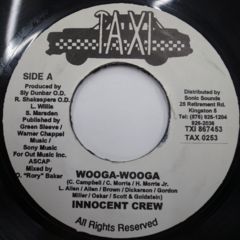 TAXI
SIDE A
Produced by
Sly Dunbar O.D.
R. Shakespere O.D.
L. Willis
S. Marsden
Published by
Green Sleeve /
Warner Chappell
Music /
Sony Music
For Out Music Inc.
ASCAP
Mixed by
O. "Rory" Baker
Distributed by
Sonic Sounds
25 Retirement Rd.
Kingston 5
Tel: (876) 926-1204
926-2036
TXI 867453
TAX 0253
WOOGA-WOOGA
(C. Campbell / C. Morris / H. Morris Jr.
L. Allen / Allen / Brown / Dickerson / Gordon
Miller / Oskar / Scott & Goldstein)
INNOCENT CREW
All Rights Reserved